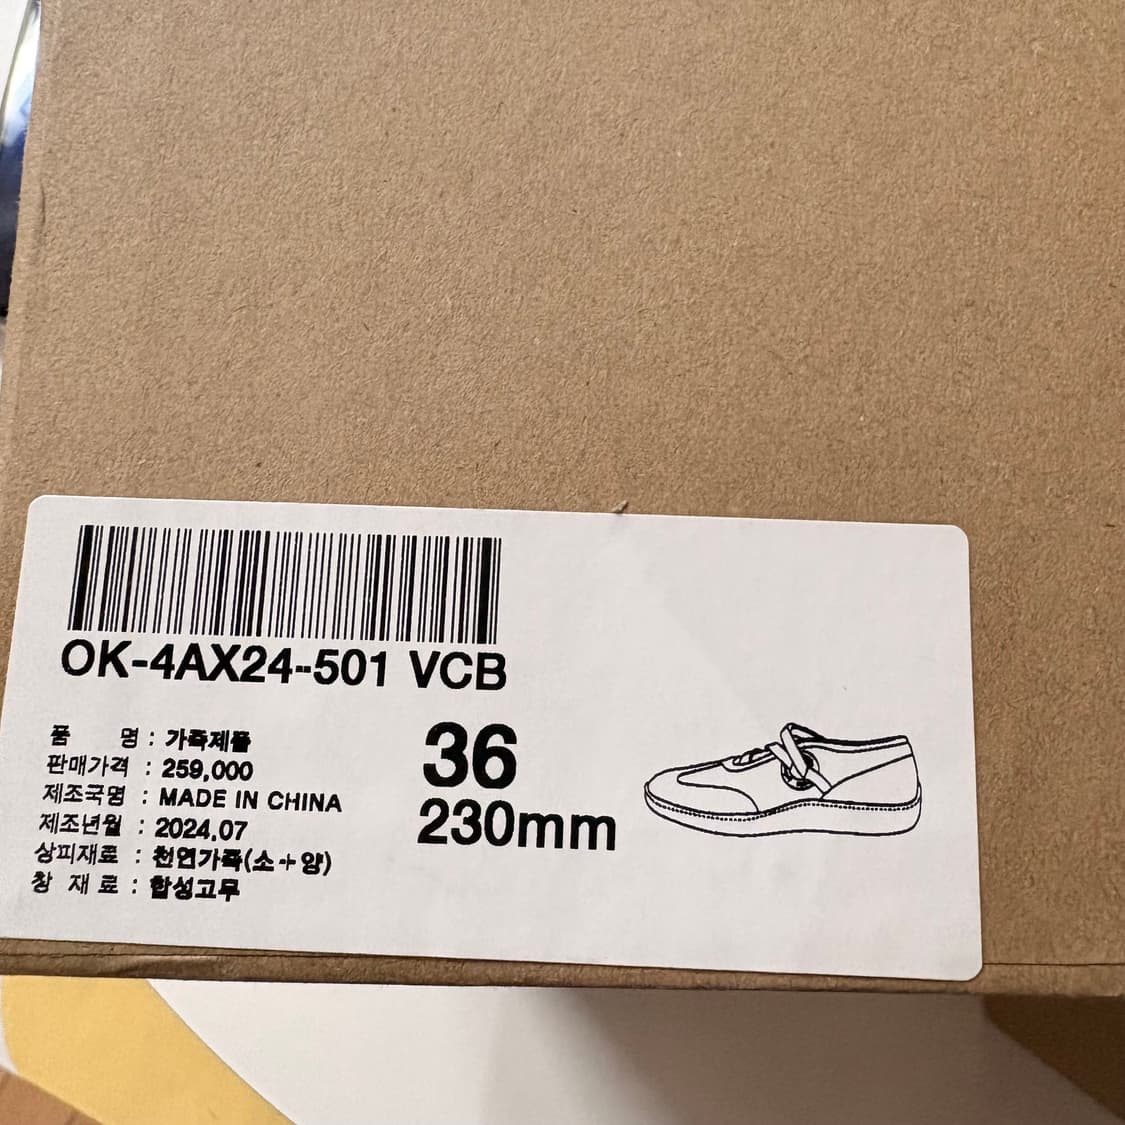 OK-4AX24-501 VCB
품 명 : 가죽제품
판매가격 : 259,000
제조국명 : MADE IN CHINA
제조년월 : 2024.07
상피재료 : 천연가죽(소+양)
창 재 료 : 합성고무
36
230mm